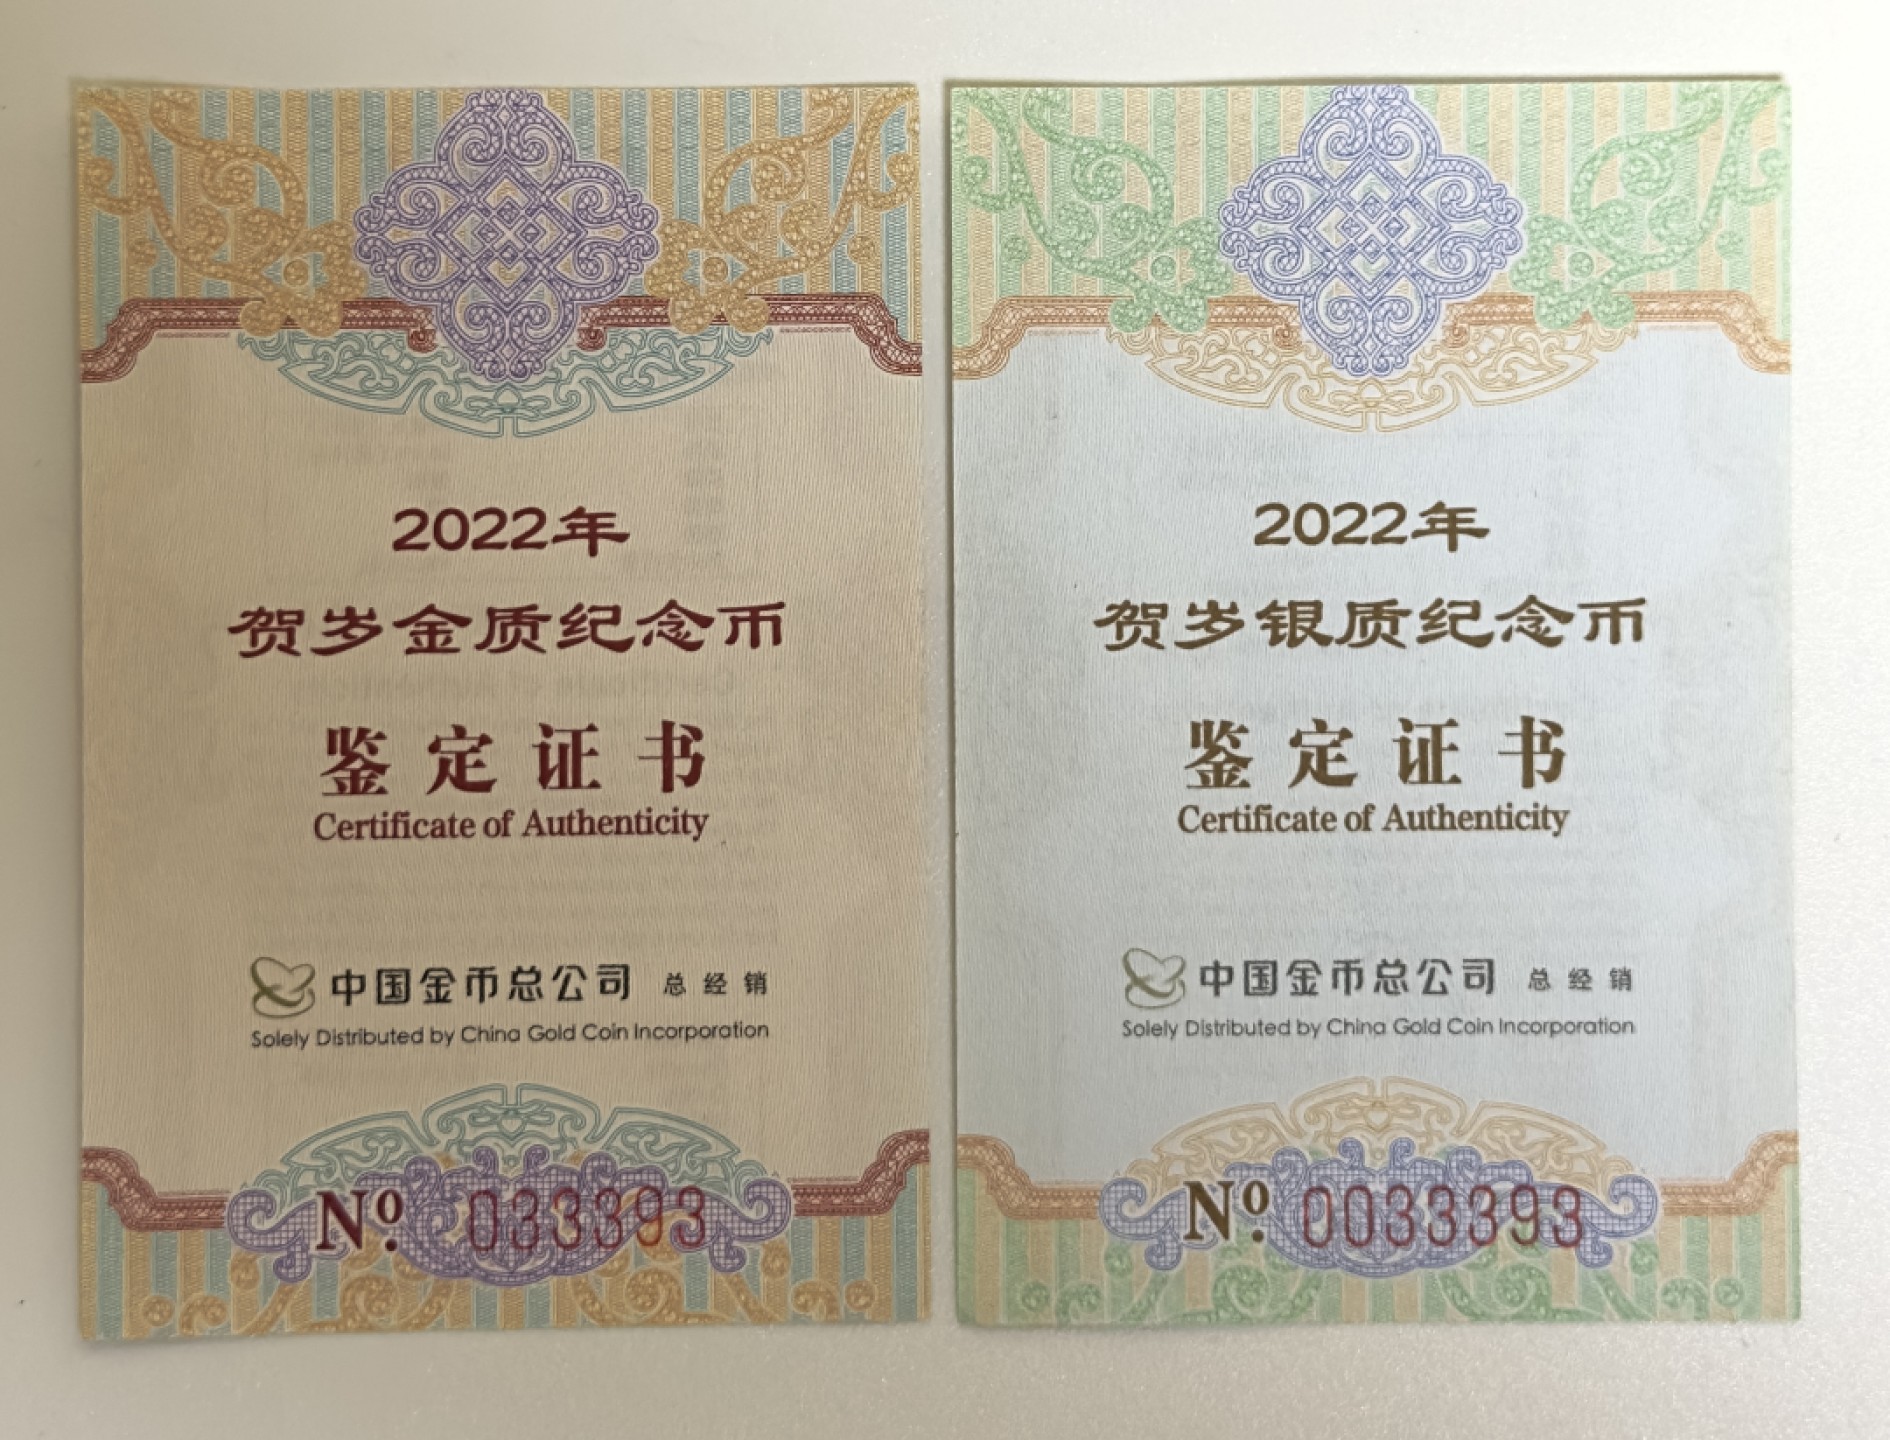 2022年
贺岁金质纪念币
鉴定证书
Certificate of Authenticity
中国金币总公司 总经销
Solely Distributed by China Gold Coin Incorporation
Nº. 033393
2022年
贺岁银质纪念币
鉴定证书
Certificate of Authenticity
中国金币总公司 总经销
Solely Distributed by China Gold Coin Incorporation
Nº. 0033393